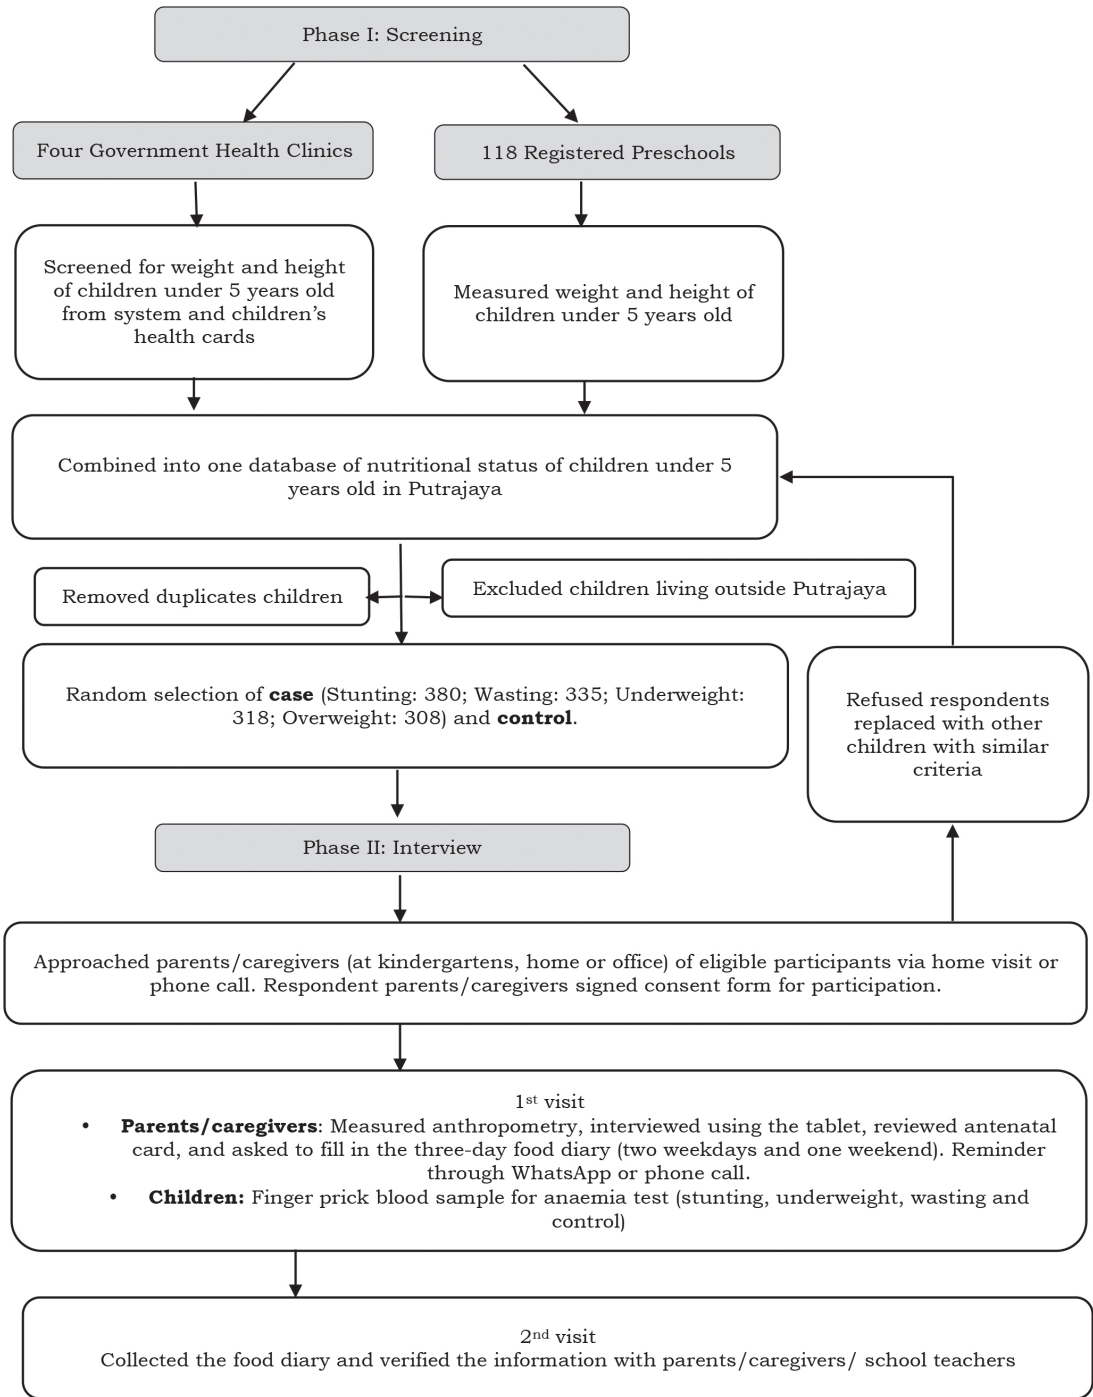 Phase I: Screening
Four Government Health Clinics
118 Registered Preschools
Screened for weight and height
of children under 5 years old
from system and children’s
health cards
Measured weight and height of
children under 5 years old
Combined into one database of nutritional status of children under 5
years old in Putrajaya
Removed duplicates children
Excluded children living outside Putrajaya
Random selection of case (Stunting: 380; Wasting: 335; Underweight:
318; Overweight: 308) and control.
Refused respondents
replaced with other
children with similar
criteria
Phase II: Interview
Approached parents/caregivers (at kindergartens, home or office) of eligible participants via home visit or
phone call. Respondent parents/caregivers signed consent form for participation.
1st visit
• Parents/caregivers: Measured anthropometry, interviewed using the tablet, reviewed antenatal
card, and asked to fill in the three-day food diary (two weekdays and one weekend). Reminder
through WhatsApp or phone call.
• Children: Finger prick blood sample for anaemia test (stunting, underweight, wasting and
control)
2nd visit
Collected the food diary and verified the information with parents/caregivers/ school teachers